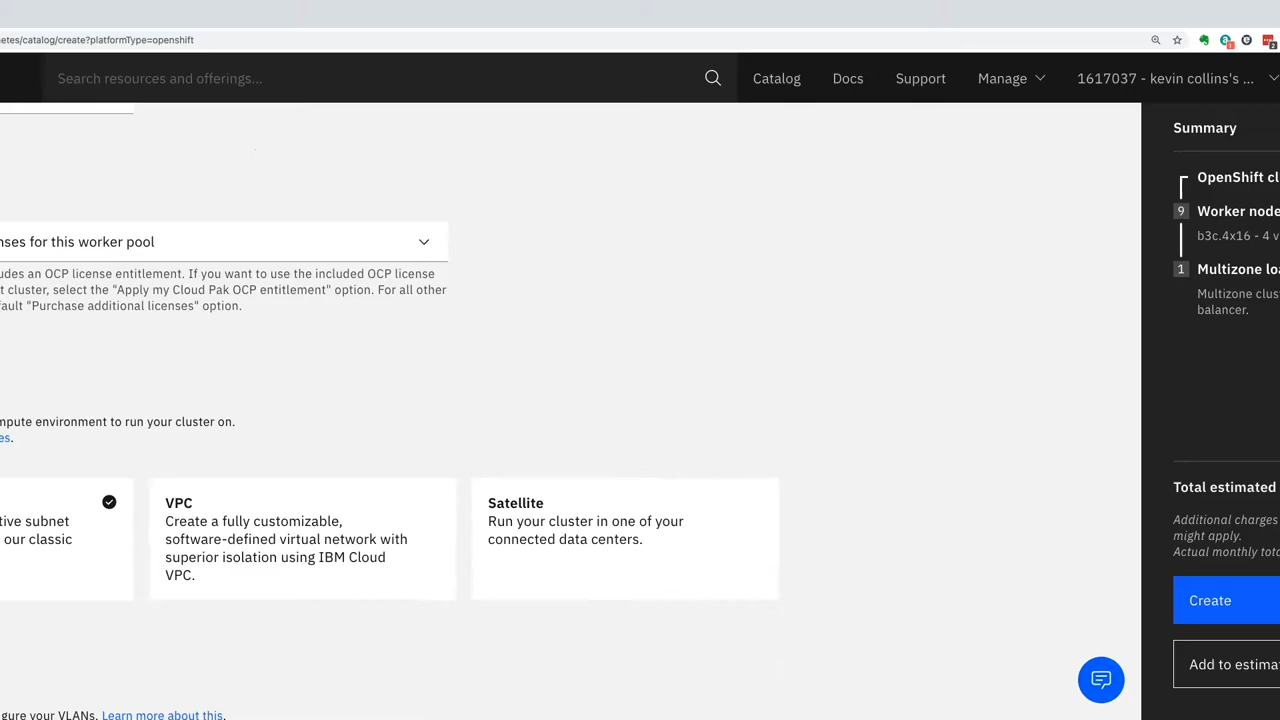 etes/catalog/create?platformType=openshift
Search resources and offerings...
Catalog
Docs
Support
Manage
1617037 - kevin collins's ...
nses for this worker pool
udes an OCP license entitlement. If you want to use the included OCP license
t cluster, select the "Apply my Cloud Pak OCP entitlement" option. For all other
fault "Purchase additional licenses" option.
mpute environment to run your cluster on.
es.
tive subnet
our classic
VPC
Create a fully customizable,
software-defined virtual network with
superior isolation using IBM Cloud
VPC.
Satellite
Run your cluster in one of your
connected data centers.
gure your VLANs. Learn more about this.
Summary
OpenShift cl
9 Worker node
b3c.4x16 - 4 v
1 Multizone loa
Multizone clus
balancer.
Total estimated
Additional charges
might apply.
Actual monthly tota
Create
Add to estimat